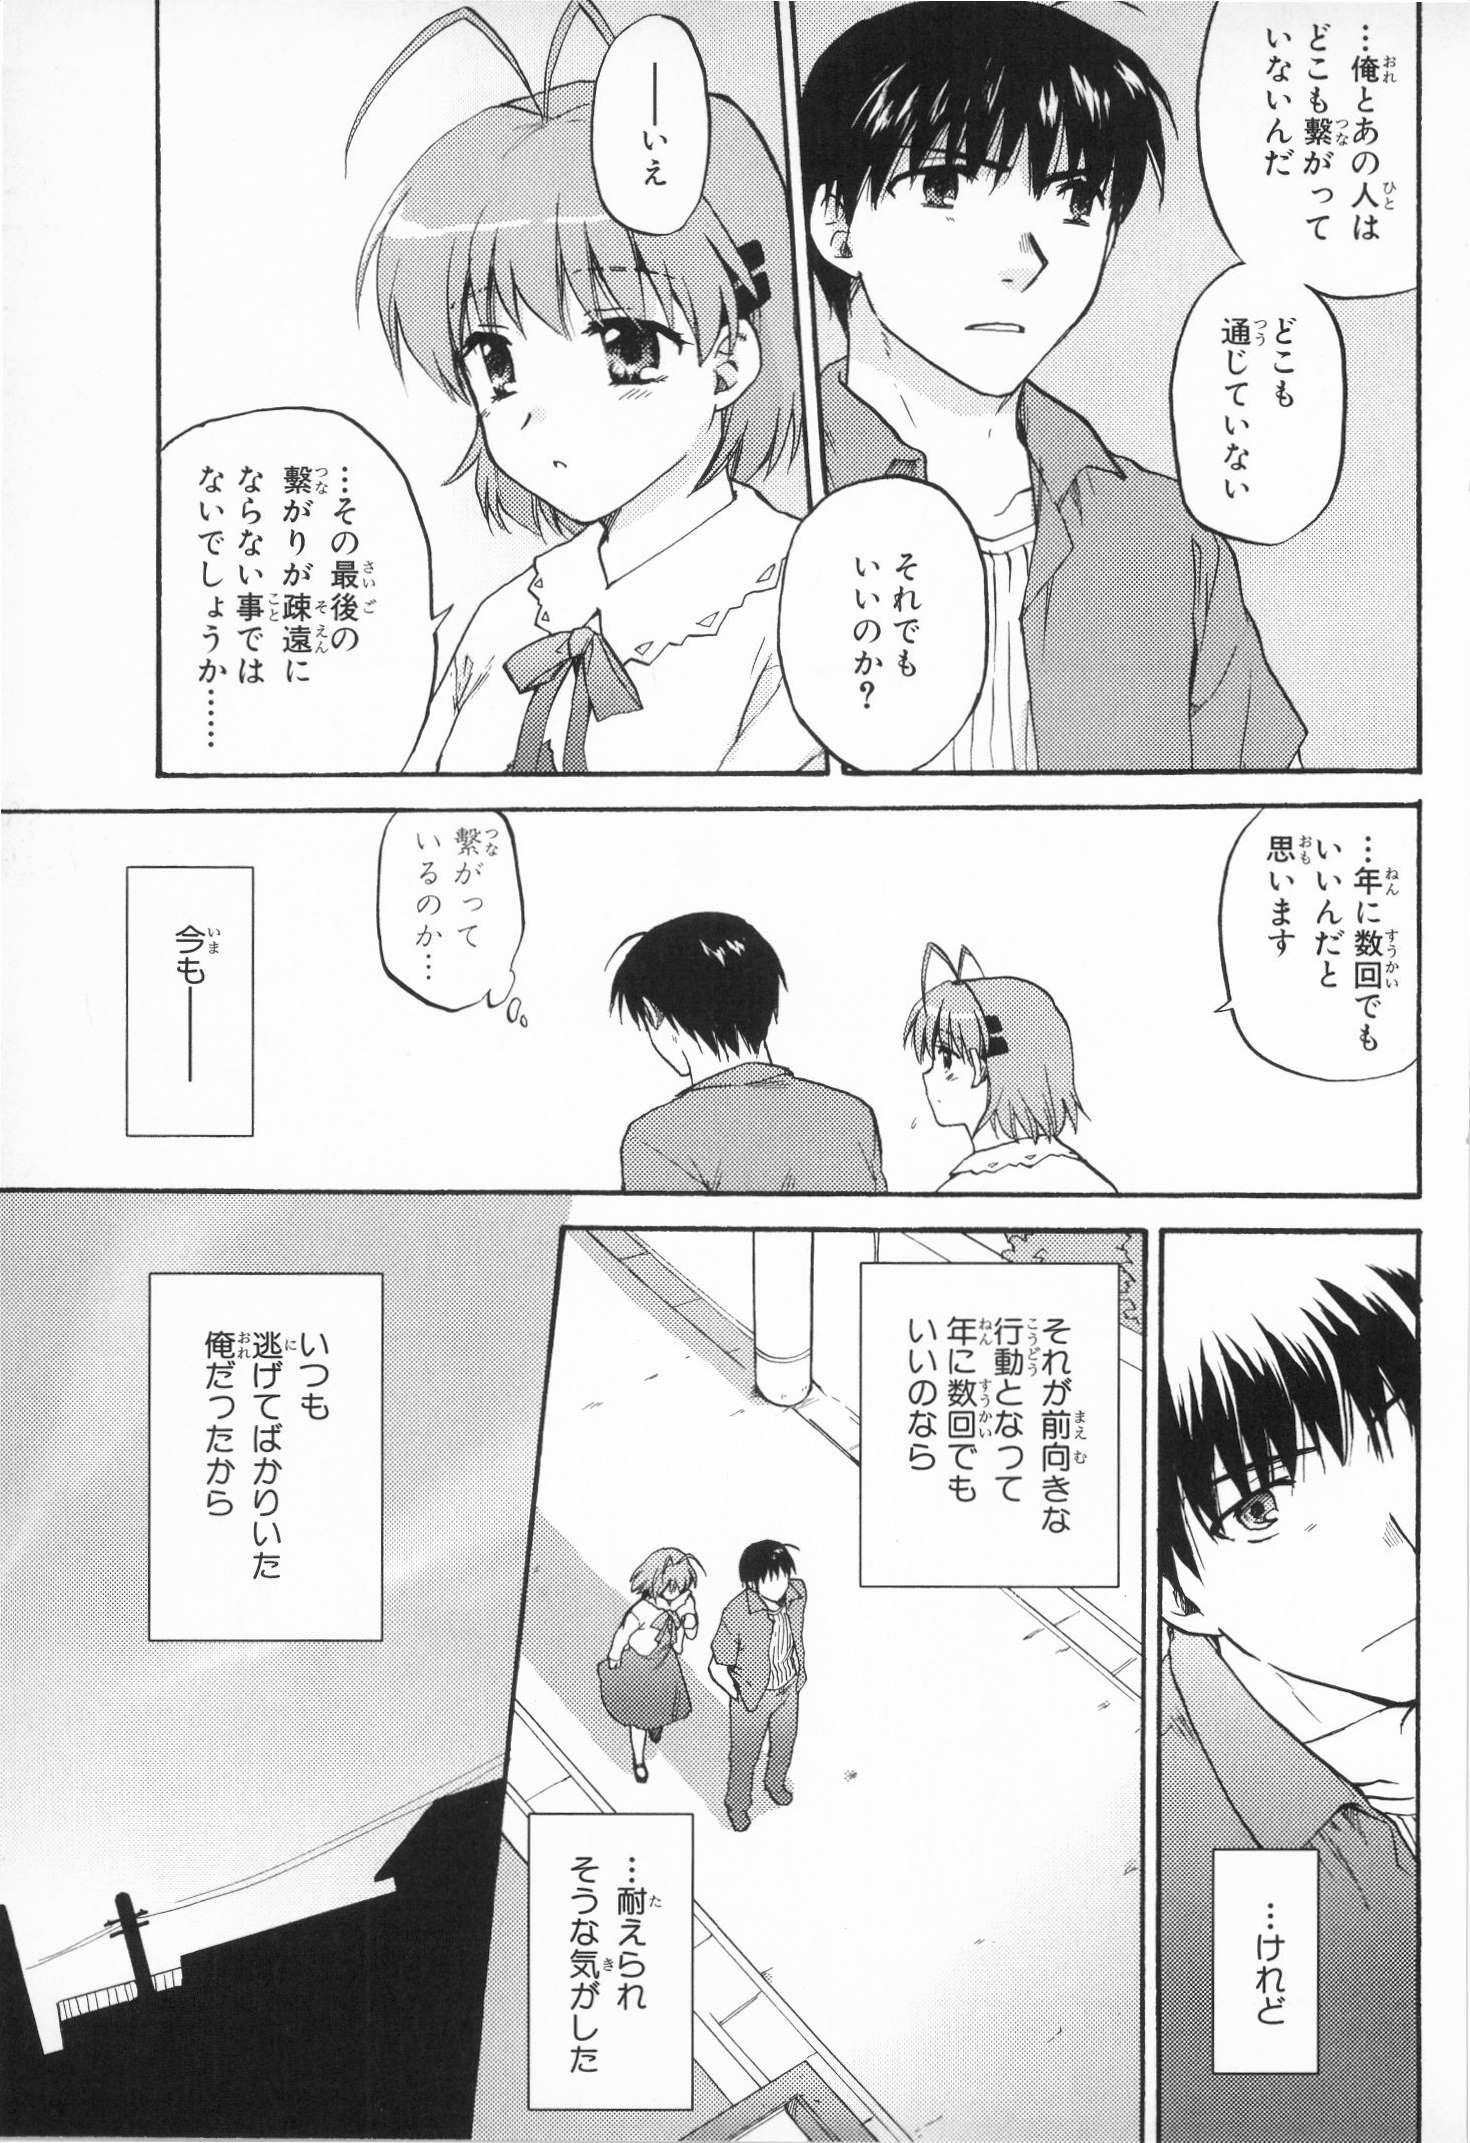 …俺とあの人は
どこも繋がって
いないんだ
どこも
通じていない
それでも
いいのか?
──いえ
…その最後の
繋がりが疎遠に
ならない事では
ないでしょうか……
…年に数回でも
いいんだと
思います
繋がって
いるのか…
今も──
…けれど
それが前向きな
行動となって
年に数回でも
いいのなら
…耐えられ
そうな気がした
いつも
逃げてばかりいた
俺だったから